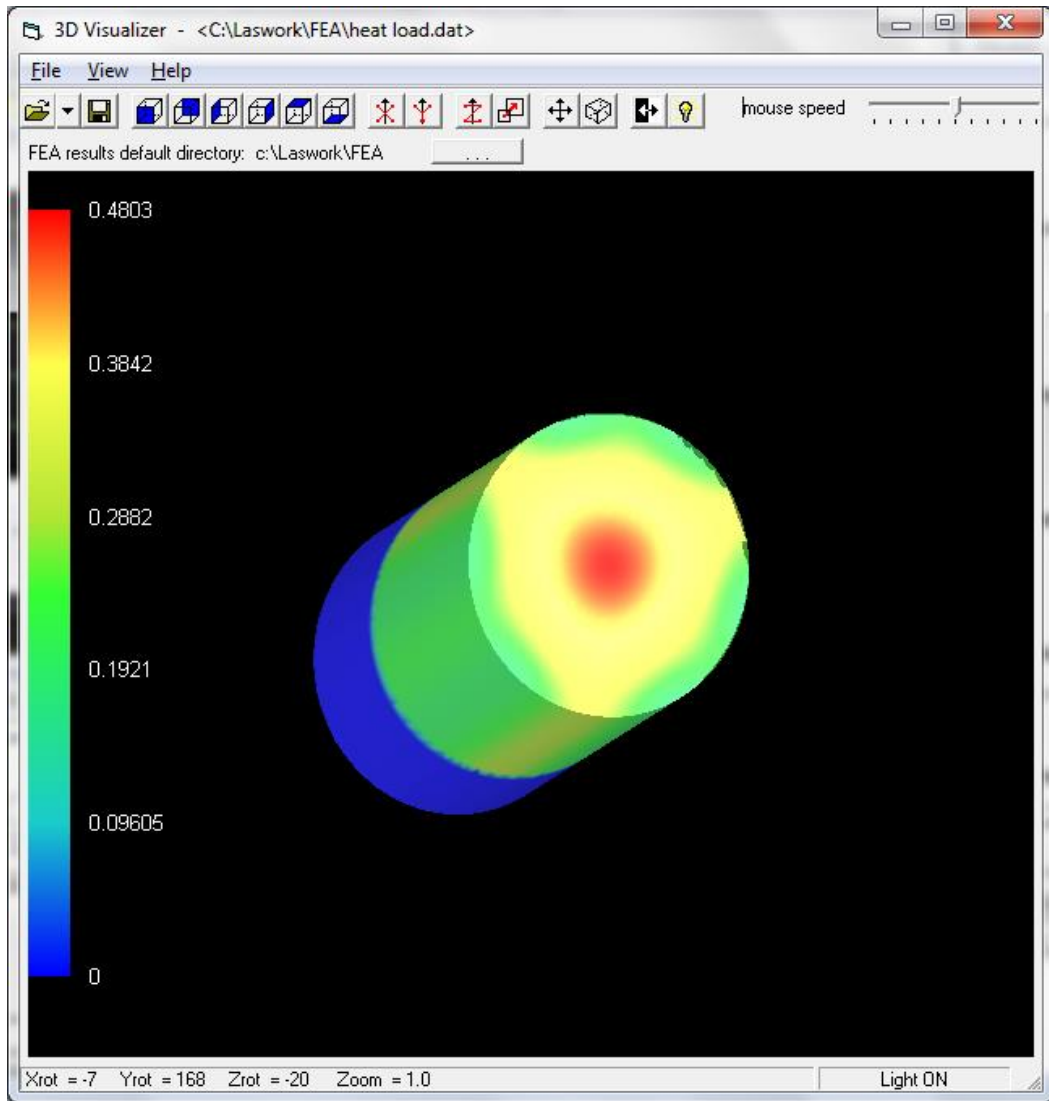 3D Visualizer - <C:\Laswork\FEA\heat load.dat>
File View Help
mouse speed
FEA results default directory: c:\Laswork\FEA ...
0.4803
0.3842
0.2882
0.1921
0.09605
0
Xrot = -7 Yrot = 168 Zrot = -20 Zoom = 1.0 Light ON